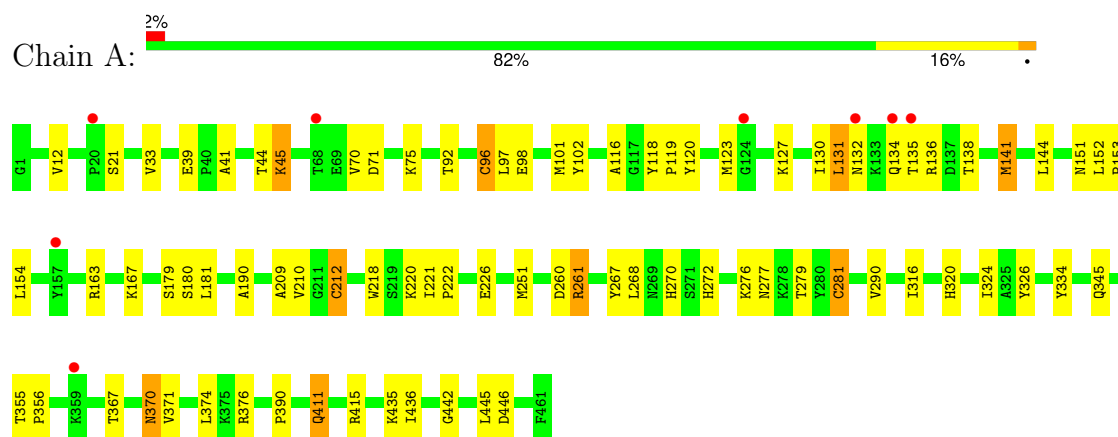 2%
Chain A:
82% 16% •
G1 V12 P20 S21 V33 E39 P40 A41 T44 K45 T68 E69 V70 D71 K75 T92 C96 L97 E98 M101 Y102 A116 G117 Y118 P119 Y120 M123 G124 K127 I130 L131 N132 K133 Q134 T135 R136 D137 T138 M141 L144 N151 L152 R153
L154 Y157 R163 K167 S179 S180 L181 A190 A209 V210 G211 C212 W218 S219 K220 I221 P222 E226 M251 D260 R261 Y267 L268 N269 H270 S271 H272 K276 N277 K278 T279 Y280 C281 V290 I316 H320 I324 A325 Y326 Y334 Q345
T355 P356 K359 T367 N370 V371 L374 K375 R376 P390 Q411 R415 K435 I436 G442 L445 D446 F461